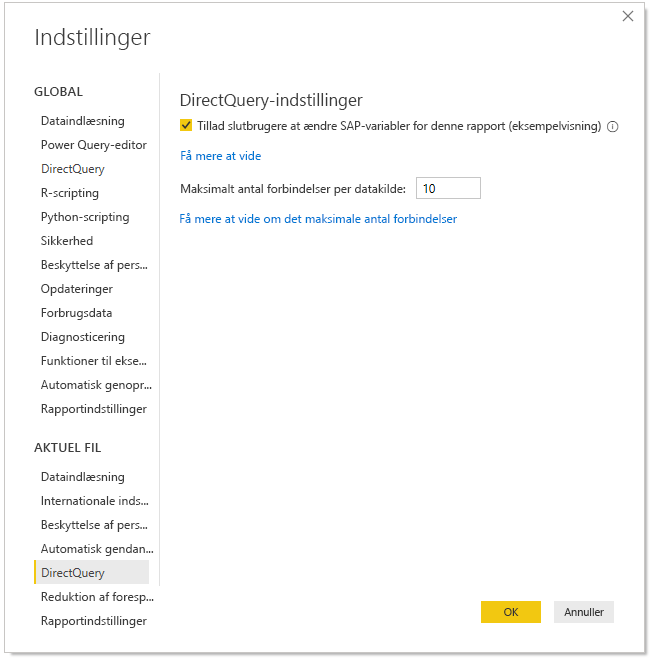 Indstillinger
GLOBAL
Dataindlæsning
Power Query-editor
DirectQuery
R-scripting
Python-scripting
Sikkerhed
Beskyttelse af pers...
Opdateringer
Forbrugsdata
Diagnosticering
Funktioner til ekse...
Automatisk genopr...
Rapportindstillinger
AKTUEL FIL
Dataindlæsning
Internationale inds...
Beskyttelse af pers...
Automatisk gendan...
DirectQuery
Reduktion af foresp...
Rapportindstillinger
DirectQuery-indstillinger
Tillad slutbrugere at ændre SAP-variabler for denne rapport (eksempelvisning)
Få mere at vide
Maksimalt antal forbindelser per datakilde: 10
Få mere at vide om det maksimale antal forbindelser
OK Annuller